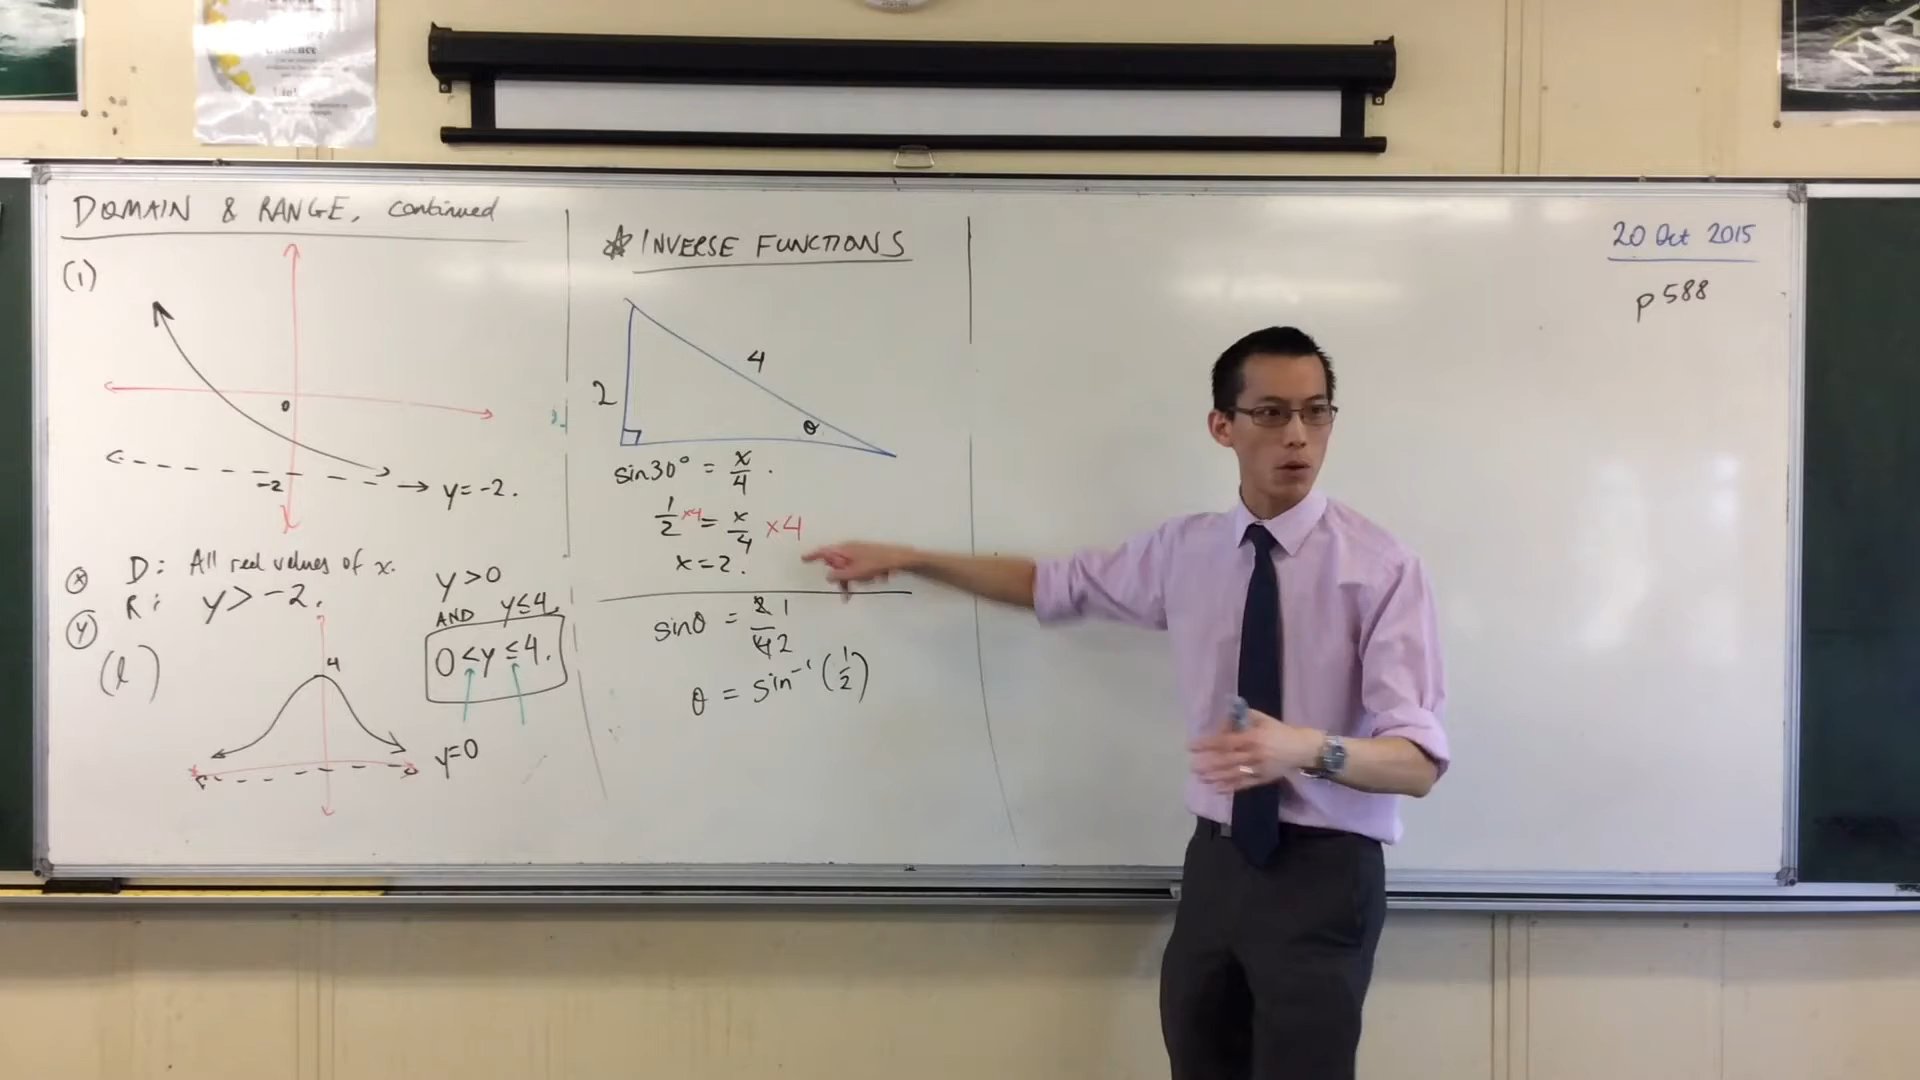 DOMAIN & RANGE, continued
(1)
0
-2
y=-2.
D: All real values of x.
R: y>-2.
x
y
(l)
4
y>0
AND y≤4.
0<y≤4.
y=0
☆ INVERSE FUNCTIONS
2
4
θ
sin30° = x/4.
1/2 ×4 = x/4 ×4
x=2.
sinθ = 2/4 1/2
θ = sin⁻¹(1/2)
20 Oct 2015
p588